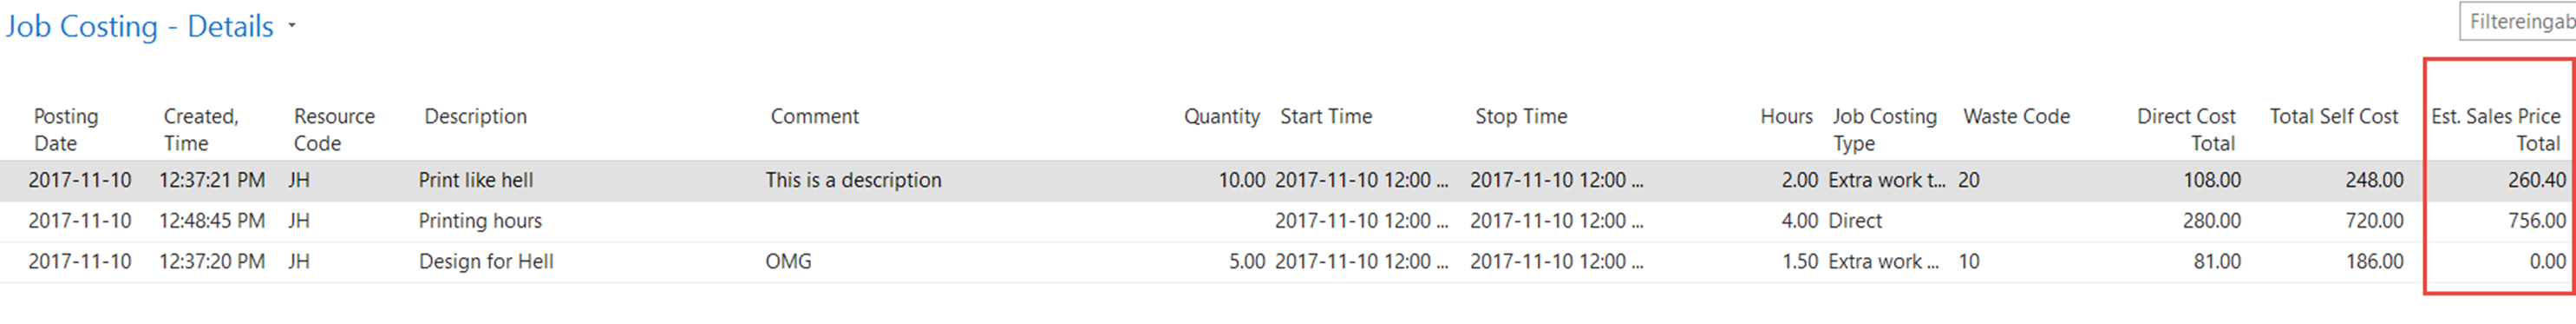 Job Costing - Details
Filtereingab
Posting Date Created, Time Resource Code Description Comment Quantity Start Time Stop Time Hours Job Costing Type Waste Code Direct Cost Total Total Self Cost Est. Sales Price Total
2017-11-10 12:37:21 PM JH Print like hell This is a description 10.00 2017-11-10 12:00 ... 2017-11-10 12:00 ... 2.00 Extra work t... 20 108.00 248.00 260.40
2017-11-10 12:48:45 PM JH Printing hours 2017-11-10 12:00 ... 2017-11-10 12:00 ... 4.00 Direct 280.00 720.00 756.00
2017-11-10 12:37:20 PM JH Design for Hell OMG 5.00 2017-11-10 12:00 ... 2017-11-10 12:00 ... 1.50 Extra work ... 10 81.00 186.00 0.00